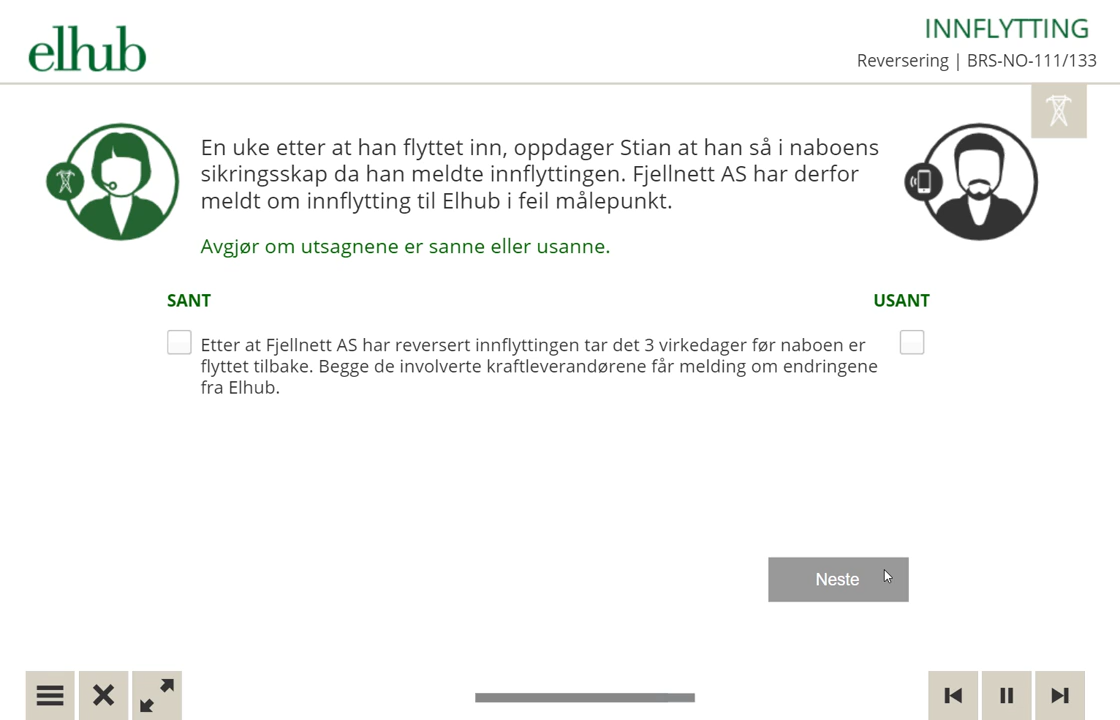 elhub
INNFLYTTING
Reversering | BRS-NO-111/133
En uke etter at han flyttet inn, oppdager Stian at han så i naboens
sikringsskap da han meldte innflyttingen. Fjellnett AS har derfor
meldt om innflytting til Elhub i feil målepunkt.
Avgjør om utsagnene er sanne eller usanne.
SANT
USANT
Etter at Fjellnett AS har reversert innflyttingen tar det 3 virkedager før naboen er
flyttet tilbake. Begge de involverte kraftleverandørene får melding om endringene
fra Elhub.
Neste